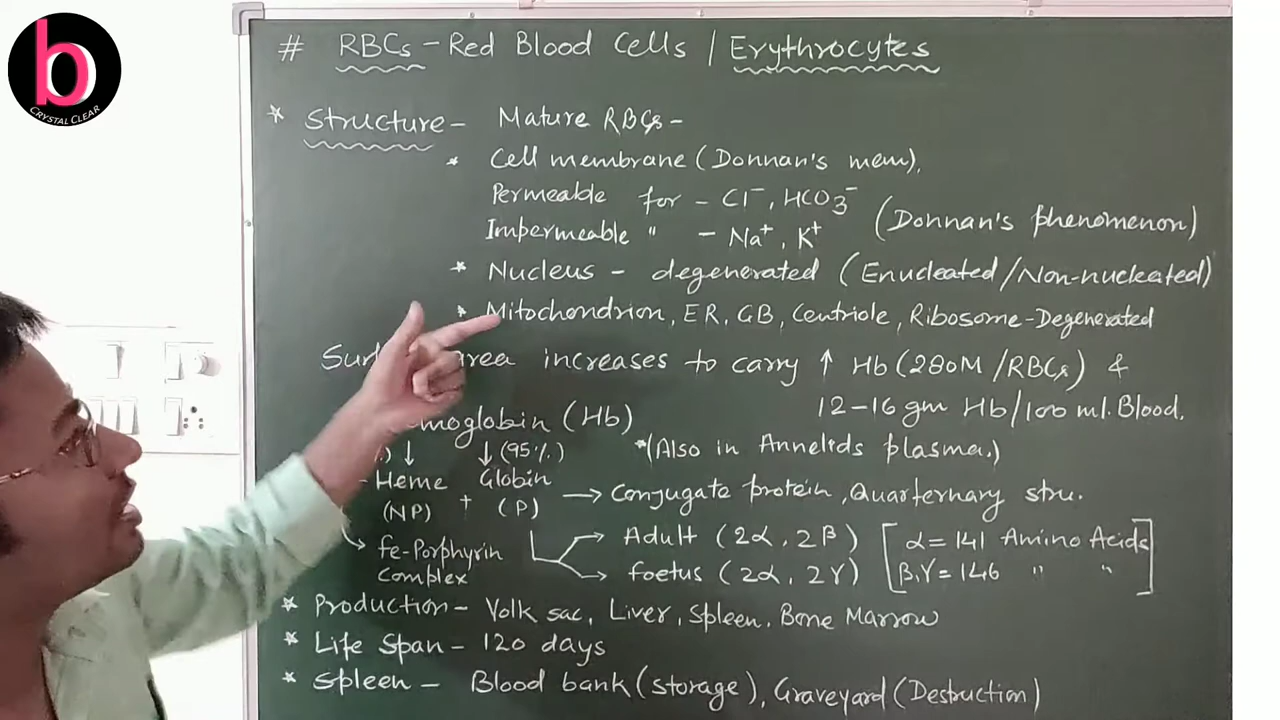 b
CRYSTAL CLEAR
# RBCs - Red Blood Cells / Erythrocytes
* Structure - Mature RBCs -
* Cell membrane (Donnan's mem),
Permeable for - Cl⁻, HCO₃⁻
Impermeable " - Na⁺, K⁺ (Donnan's phenomenon)
* Nucleus - degenerated (Enucleated/Non-nucleated)
* Mitochondrion, ER, GB, Centriole, Ribosome-Degenerated
area increases to carry ↑ Hb (280M/RBCs) &
12-16 gm Hb/100 ml. Blood.
moglobin (Hb)
) ↓ ↓ (95%) *(Also in Annelids plasma.)
- Heme + Globin → Conjugate protein, Quarternary stru.
(NP) (P)
→ Fe-Porphyrin complex
→ Adult (2α, 2β) [α = 141 Amino Acids
→ Foetus (2α, 2γ) β,γ = 146 " "]
* Production - Yolk sac, Liver, Spleen, Bone Marrow
* Life Span - 120 days
* Spleen - Blood bank (storage), Graveyard (Destruction)